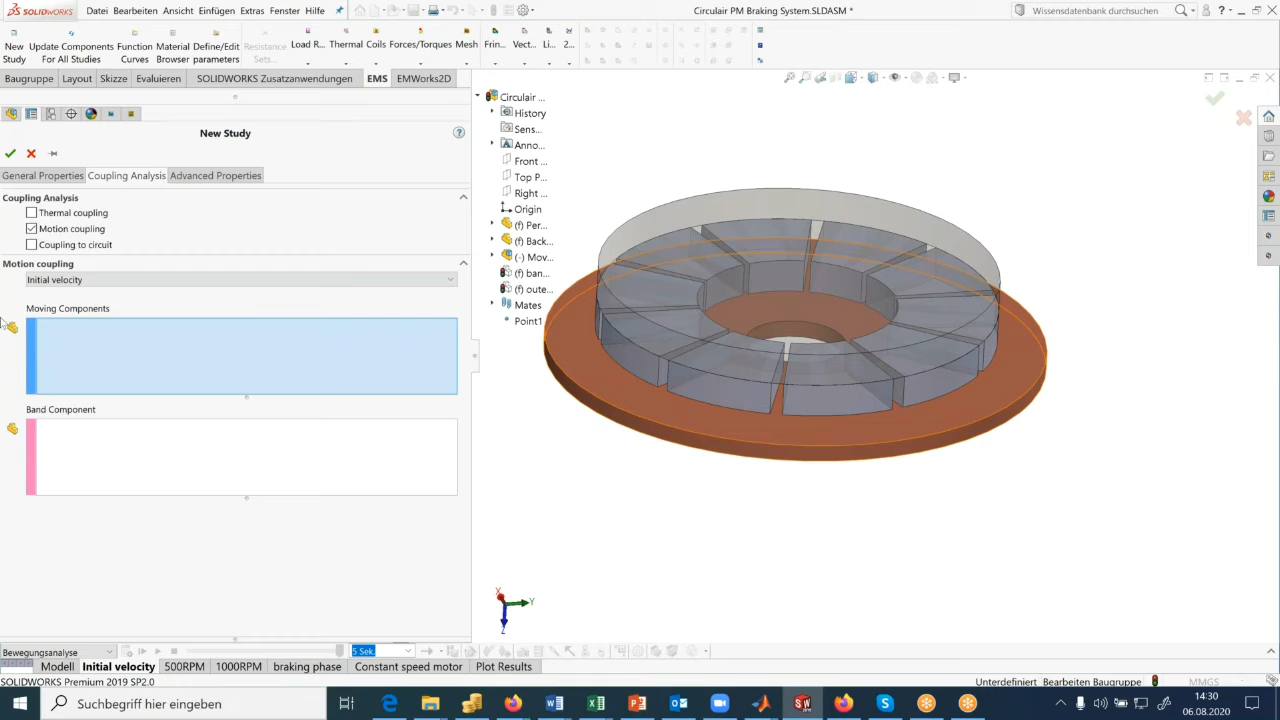 SOLIDWORKS Datei Bearbeiten Ansicht Einfügen Extras Fenster Hilfe Circulair PM Braking System.SLDASM * Wissensdatenbank durchsuchen
New Study Update Components For All Studies Function Curves Material Browser Define/Edit parameters Resistance Sets... Load R... Thermal Coils Forces/Torques Mesh Frin... Vect... Li... 2...
Baugruppe Layout Skizze Evaluieren SOLIDWORKS Zusatzanwendungen EMS EMWorks2D
New Study
General Properties Coupling Analysis Advanced Properties
Coupling Analysis
Thermal coupling
Motion coupling
Coupling to circuit
Motion coupling
Initial velocity
Moving Components
Band Component
Circulair ...
History
Sens...
Anno...
Front ...
Top P...
Right ...
Origin
(f) Per...
(f) Back...
(-) Mov...
(f) ban...
(f) oute...
Mates
Point1
X
Y
Z
Bewegungsanalyse 5 Sek.
Modell Initial velocity 500RPM 1000RPM braking phase Constant speed motor Plot Results
SOLIDWORKS Premium 2019 SP2.0 Unterdefiniert Bearbeiten Baugruppe MMGS
Suchbegriff hier eingeben
14:30
06.08.2020